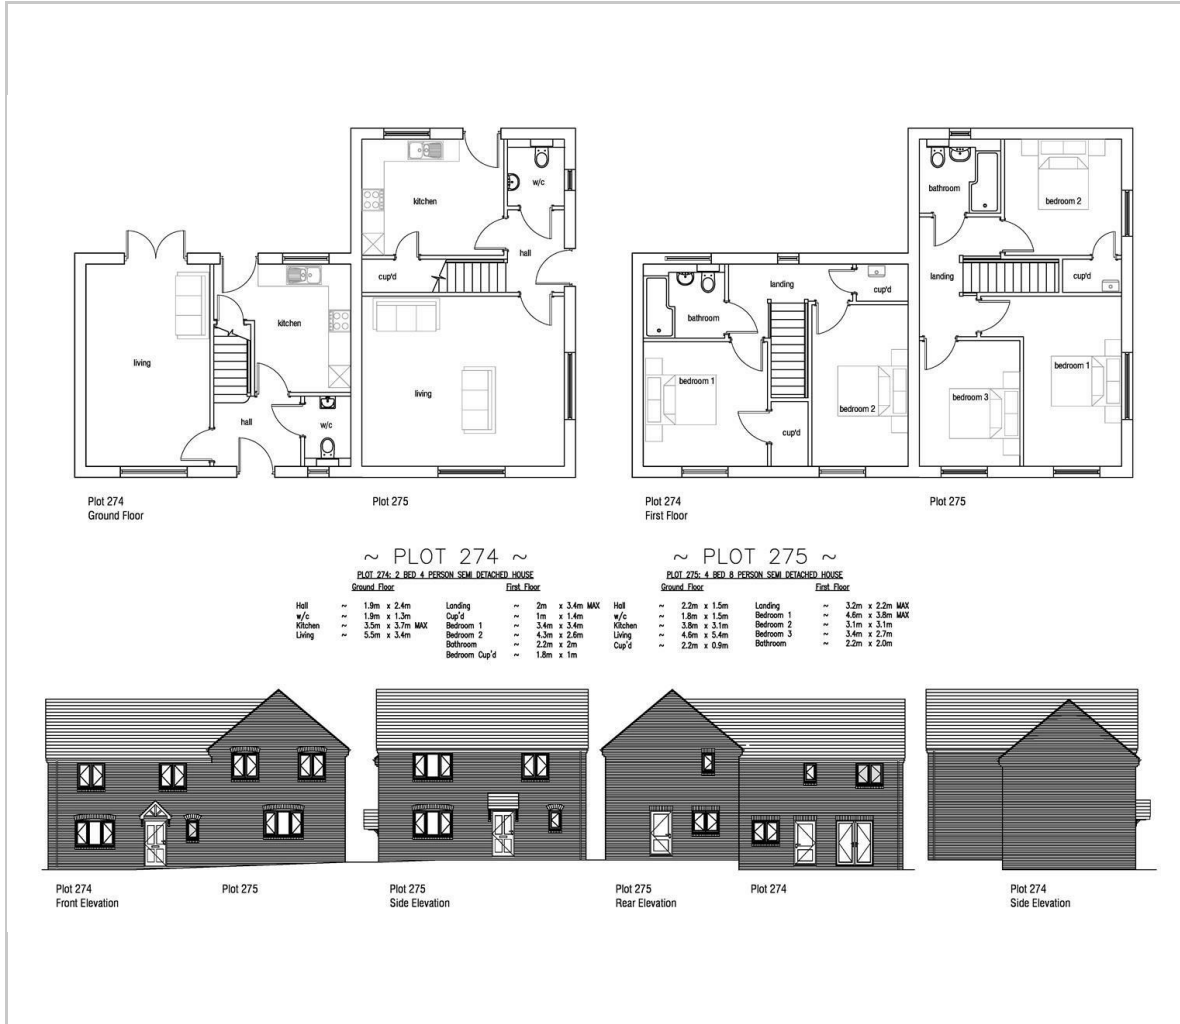 kitchen
w/c
hall
cup'd
living
kitchen
living
hall
w/c
bathroom
bedroom 2
landing
cup'd
landing
cup'd
bathroom
bedroom 1
bedroom 2
cup'd
bedroom 3
bedroom 1
Plot 274
Ground Floor
Plot 275
Plot 274
First Floor
Plot 275
~ PLOT 274 ~
PLOT 274: 2 BED 4 PERSON SEMI DETACHED HOUSE
Ground Floor
Hall ~ 1.9m x 2.4m
w/c ~ 1.9m x 1.3m
Kitchen ~ 3.5m x 3.7m MAX
Living ~ 5.5m x 3.4m
First Floor
Landing ~ 2m x 3.4m MAX
Cup'd ~ 1m x 1.4m
Bedroom 1 ~ 3.4m x 3.4m
Bedroom 2 ~ 4.3m x 2.6m
Bathroom ~ 2.2m x 2m
Bedroom Cup'd ~ 1.8m x 1m
~ PLOT 275 ~
PLOT 275: 4 BED 8 PERSON SEMI DETACHED HOUSE
Ground Floor
Hall ~ 2.2m x 1.5m
w/c ~ 1.8m x 1.5m
Kitchen ~ 3.8m x 3.1m
Living ~ 4.6m x 5.4m
Cup'd ~ 2.2m x 0.9m
First Floor
Landing ~ 3.2m x 2.2m MAX
Bedroom 1 ~ 4.6m x 3.8m MAX
Bedroom 2 ~ 3.1m x 3.1m
Bedroom 3 ~ 3.4m x 2.7m
Bathroom ~ 2.2m x 2.0m
Plot 274
Front Elevation
Plot 275
Plot 275
Side Elevation
Plot 275
Rear Elevation
Plot 274
Plot 274
Side Elevation